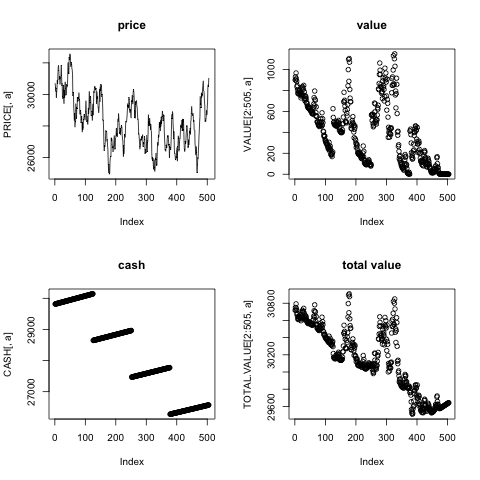 price
PRICE[, a]
26000
30000
0 100 200 300 400 500
Index
value
VALUE[2:505, a]
0 200 600 1000
0 100 200 300 400 500
Index
cash
CASH[, a]
27000
29000
0 100 200 300 400 500
Index
total value
TOTAL.VALUE[2:505, a]
29600 30200 30800
0 100 200 300 400 500
Index